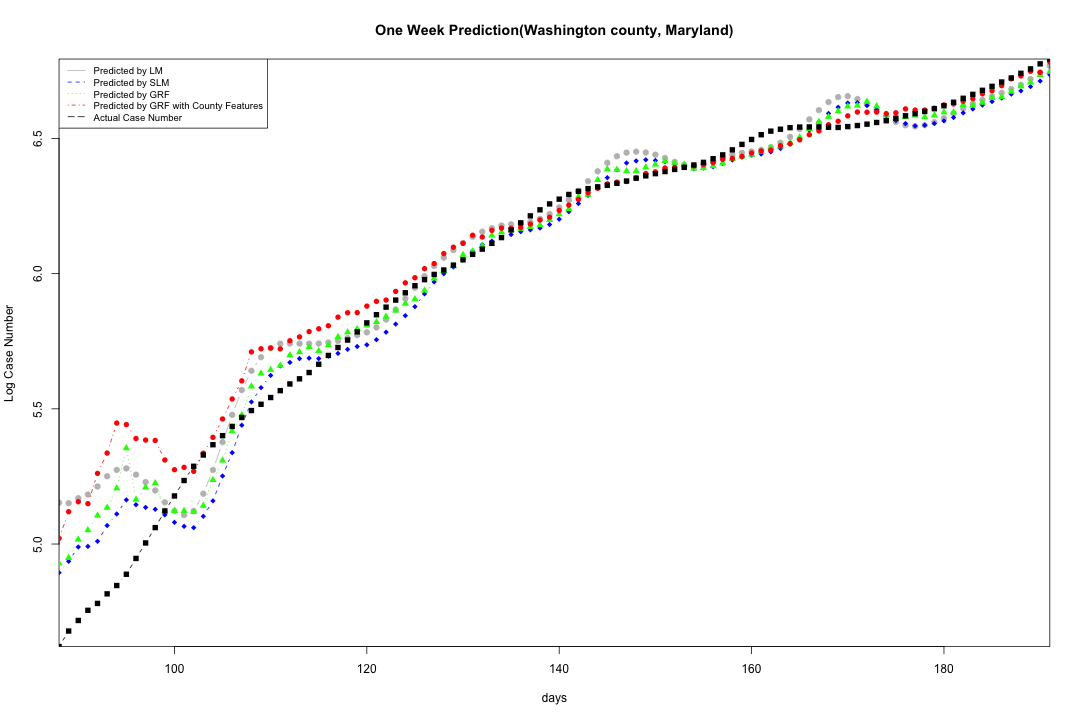 One Week Prediction(Washington county, Maryland)
Predicted by LM
Predicted by SLM
Predicted by GRF
Predicted by GRF with County Features
Actual Case Number
Log Case Number
6.5
6.0
5.5
5.0
100 120 140 160 180
days